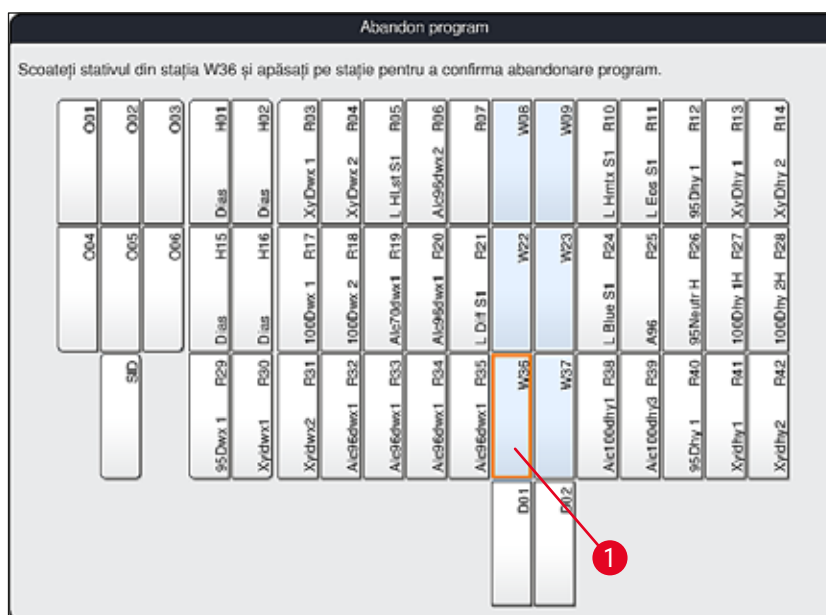 Abandon program
Scoateți stativul din stația W36 și apăsați pe stație pentru a confirma abandonare program.
O01
O02
O03
H01 Dias
H02 Dias
R03 XyDwx 1
R04 XyDwx 2
R05 L HLst S1
R06 Alc96dwx2
R07
W08
W09
R10 L Hmtx S1
R11 L Eos S1
R12 95Dhy 1
R13 XyDhy 1
R14 XyDhy 2
O04
O05
O06
H15 Dias
H16 Dias
R17 100Dwx 1
R18 100Dwx 2
R19 Alc70dwx1
R20 Alc96dwx1
R21 L Diff S1
W22
W23
R24 L Blue S1
R25 A96
R26 95Neutr H
R27 100Dhy 1H
R28 100Dhy 2H
SID
R29 95Dwx 1
R30 Xyldwx1
R31 Xyldwx2
R32 Alc96dwx1
R33 Alc96dwx1
R34 Alc96dwx1
R35 Alc96dwx1
W36
W37
R38 Alc100dhy1
R39 Alc100dhy3
R40 95Dhy 1
R41 Xyldhy1
R42 Xyldhy2
D01
D02
1